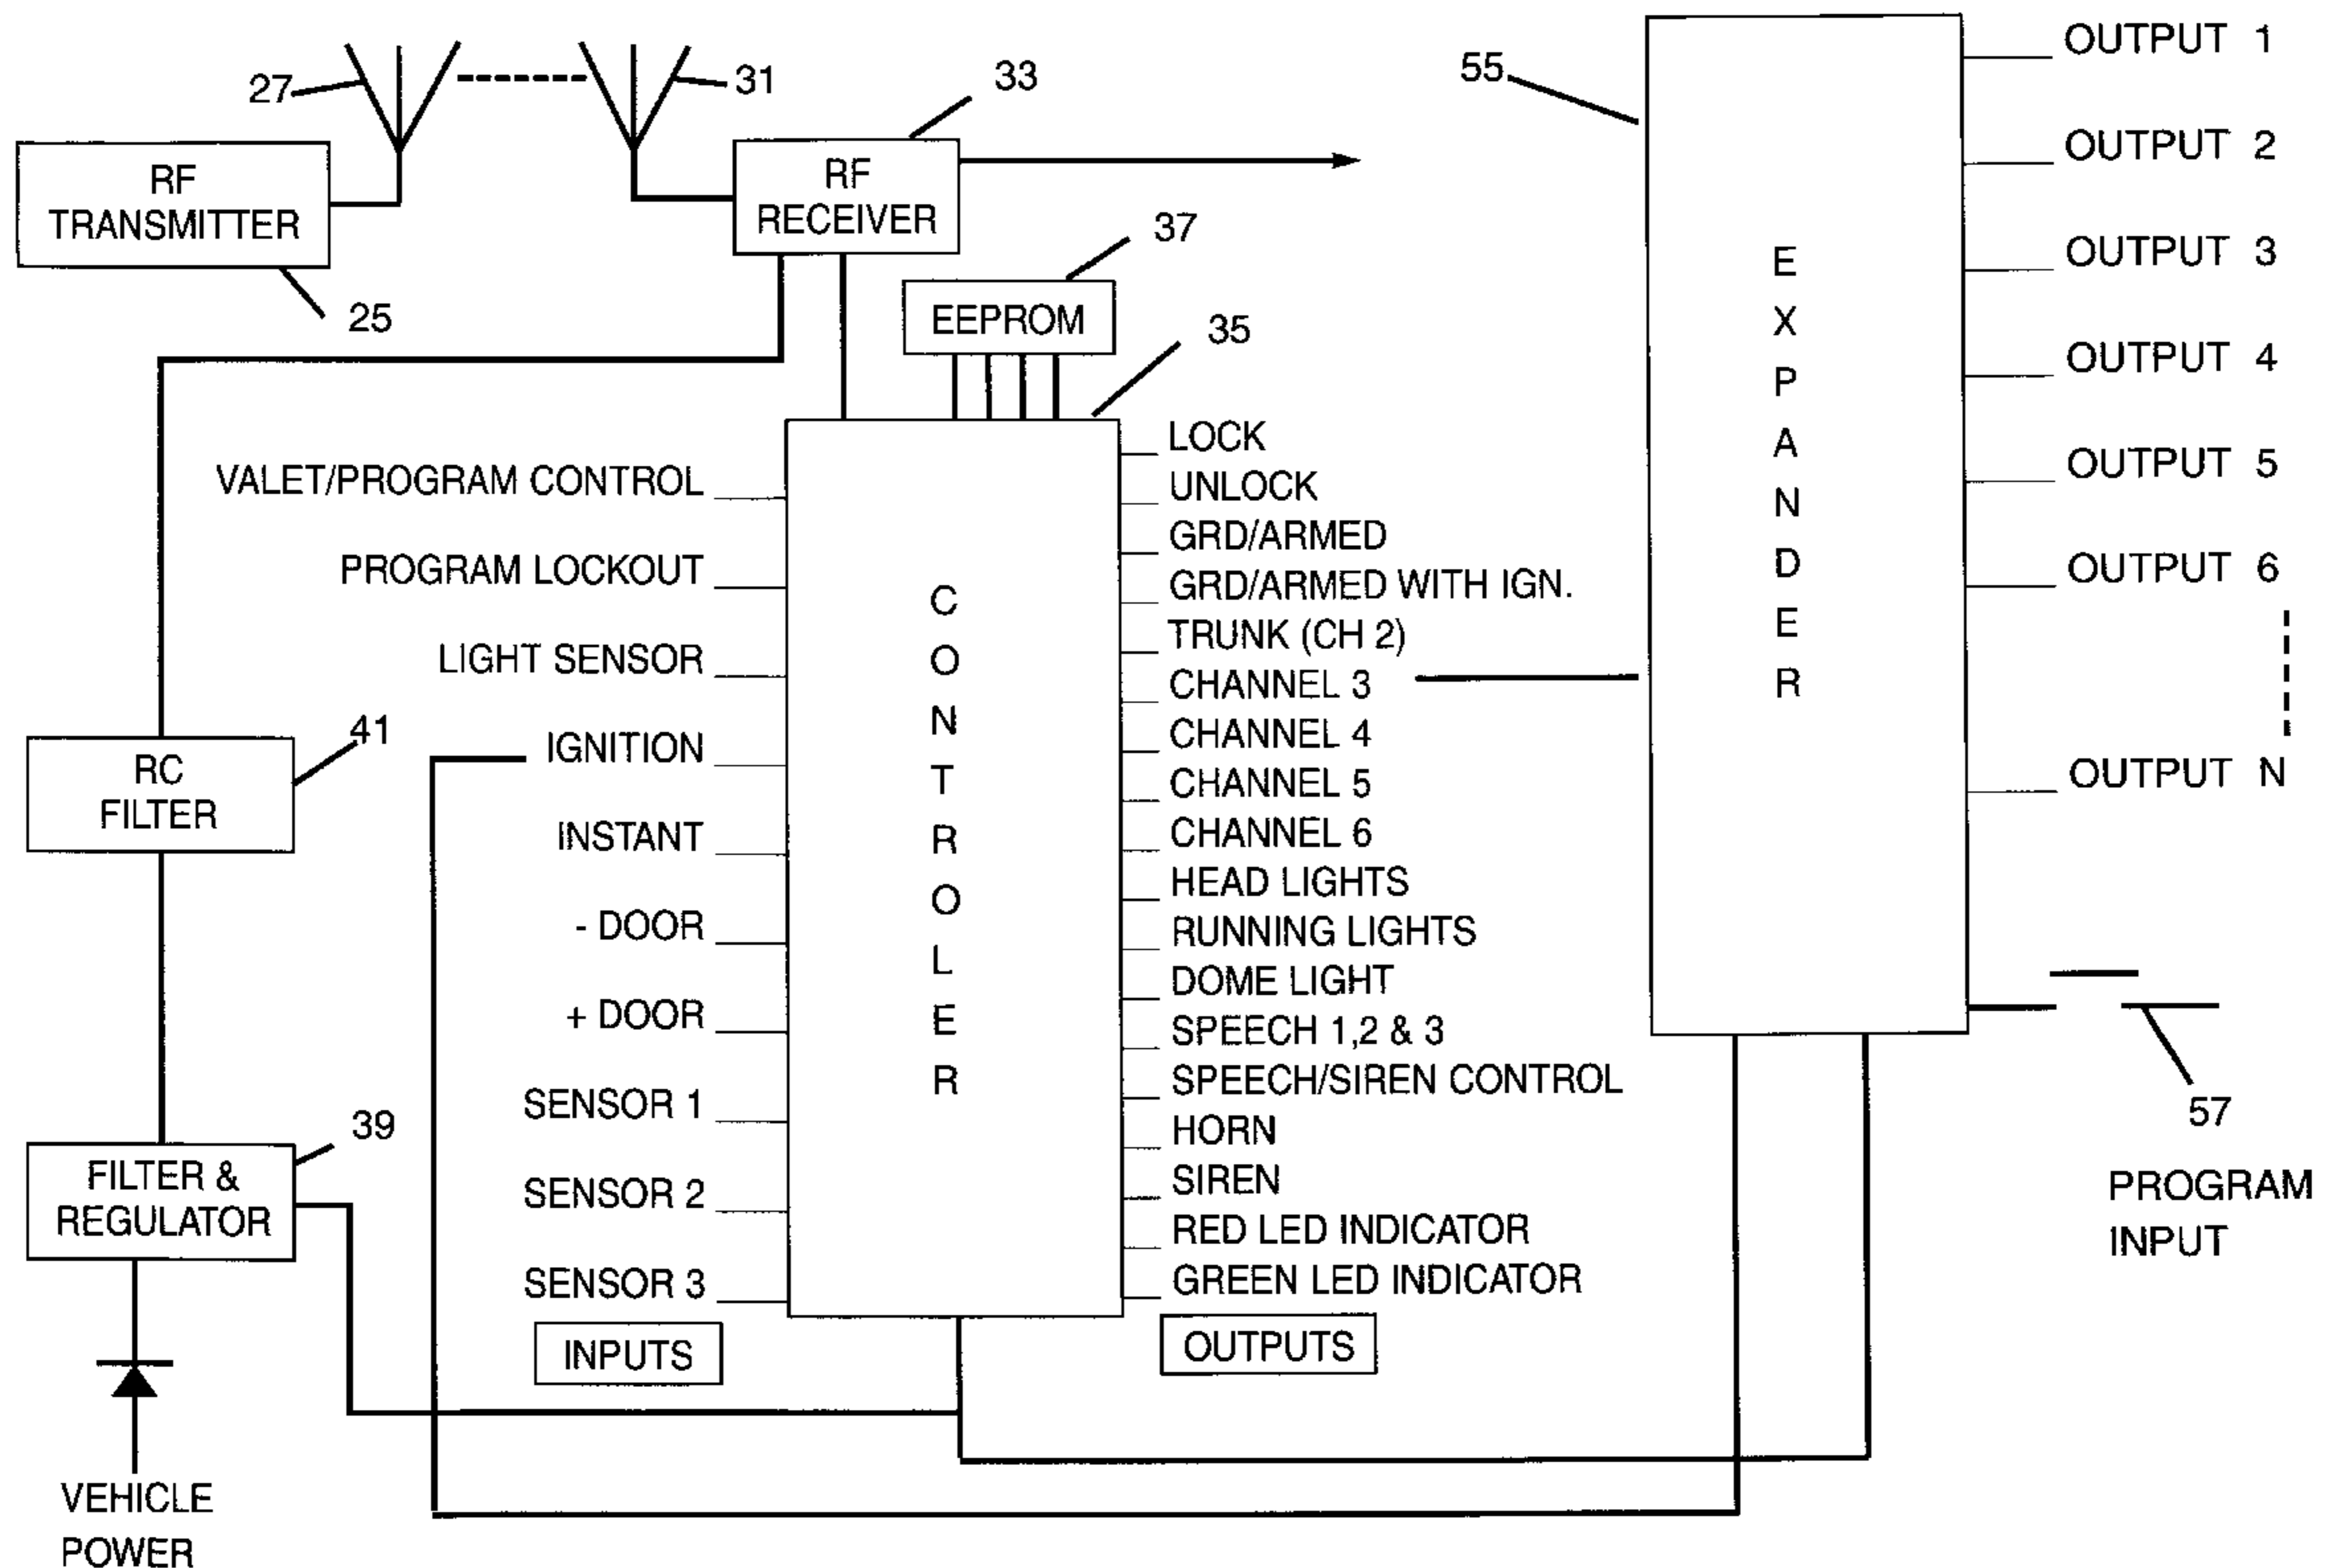 27
31
33
55
OUTPUT 1
OUTPUT 2
OUTPUT 3
OUTPUT 4
OUTPUT 5
OUTPUT 6
OUTPUT N
RF
TRANSMITTER
25
RF
RECEIVER
37
EEPROM
35
EXPANDER
VALET/PROGRAM CONTROL
PROGRAM LOCKOUT
LIGHT SENSOR
IGNITION
INSTANT
- DOOR
+ DOOR
SENSOR 1
SENSOR 2
SENSOR 3
INPUTS
CONTROLER
LOCK
UNLOCK
GRD/ARMED
GRD/ARMED WITH IGN.
TRUNK (CH 2)
CHANNEL 3
CHANNEL 4
CHANNEL 5
CHANNEL 6
HEAD LIGHTS
RUNNING LIGHTS
DOME LIGHT
SPEECH 1,2 & 3
SPEECH/SIREN CONTROL
HORN
SIREN
RED LED INDICATOR
GREEN LED INDICATOR
OUTPUTS
41
RC
FILTER
39
FILTER &
REGULATOR
VEHICLE
POWER
57
PROGRAM
INPUT